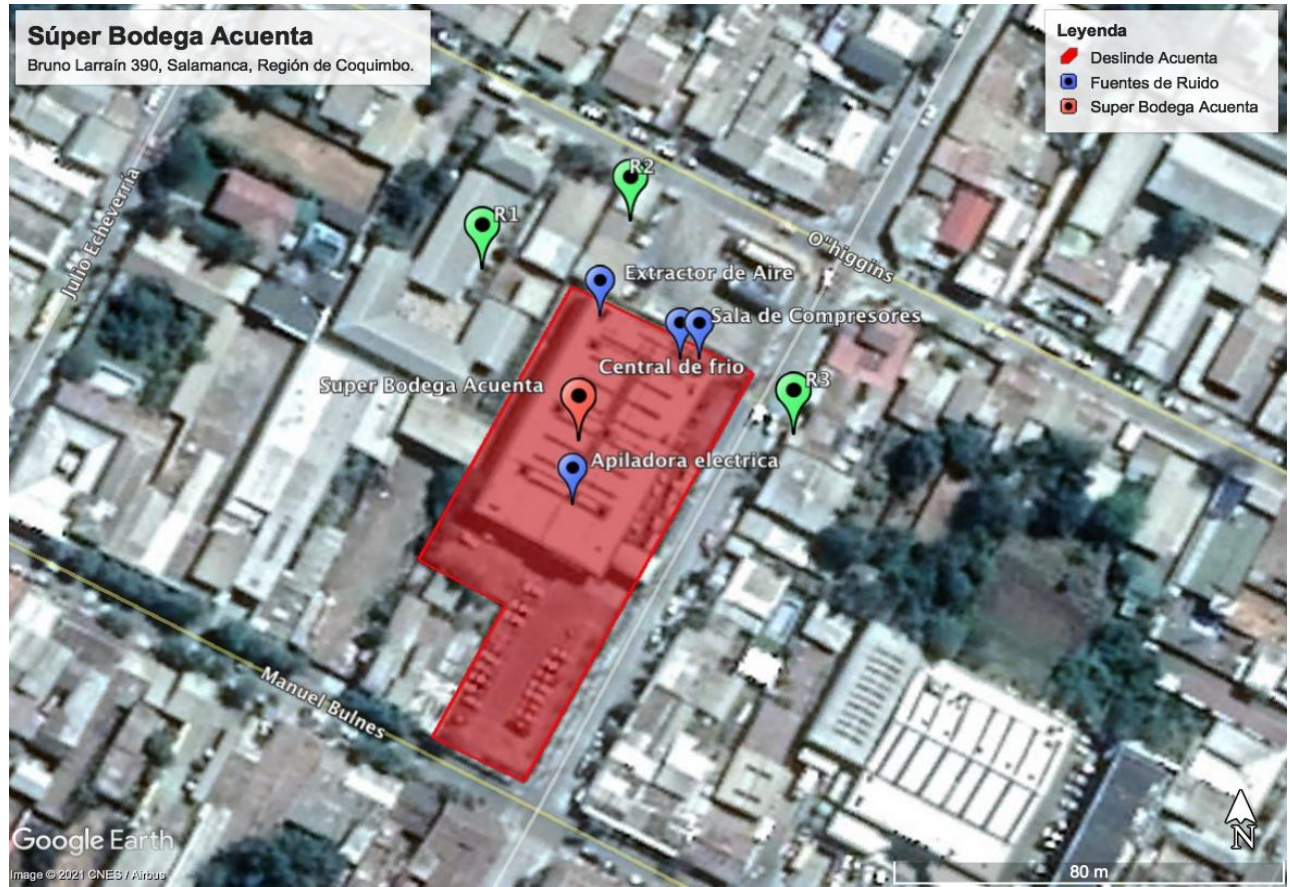 Súper Bodega Acuenta
Bruno Larraín 390, Salamanca, Región de Coquimbo.
Leyenda
Deslinde Acuenta
Fuentes de Ruido
Super Bodega Acuenta
Julio Echeverría
R2
R1
O"higgins
Extractor de Aire
Sala de Compresores
Central de frio
Super Bodega Acuenta
R3
Apiladora electrica
Manuel Bulnes
Google Earth
Image © 2021 CNES / Airbus
N
80 m